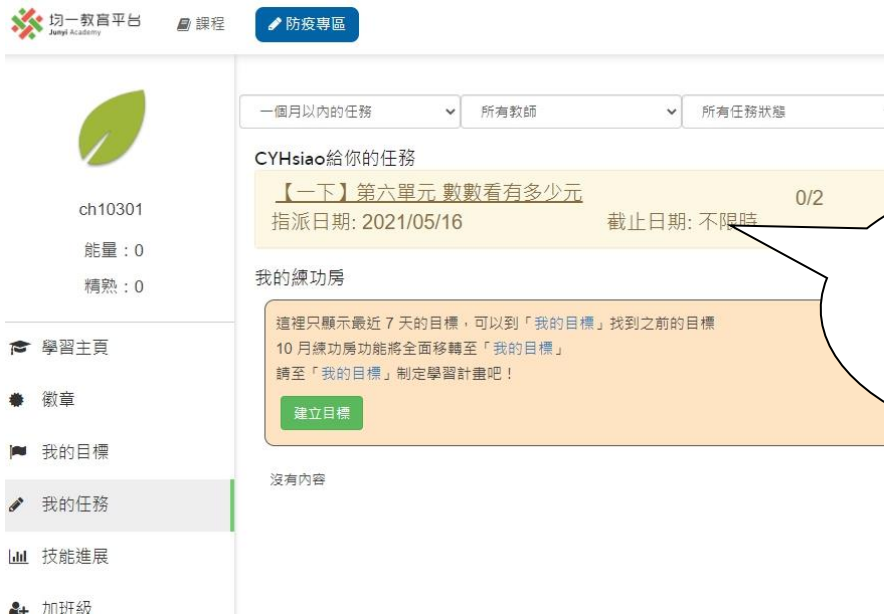 均一教育平台
Junyi Academy
課程
防疫專區
一個月以內的任務
所有教師
所有任務狀態
CYHsiao給你的任務
【一下】第六單元 數數看有多少元
0/2
指派日期: 2021/05/16
截止日期: 不限時
ch10301
能量：0
精熟：0
我的練功房
這裡只顯示最近 7 天的目標，可以到「我的目標」找到之前的目標
10 月練功房功能將全面移轉至「我的目標」
請至「我的目標」制定學習計畫吧！
建立目標
沒有內容
學習主頁
徽章
我的目標
我的任務
技能進展
加班級